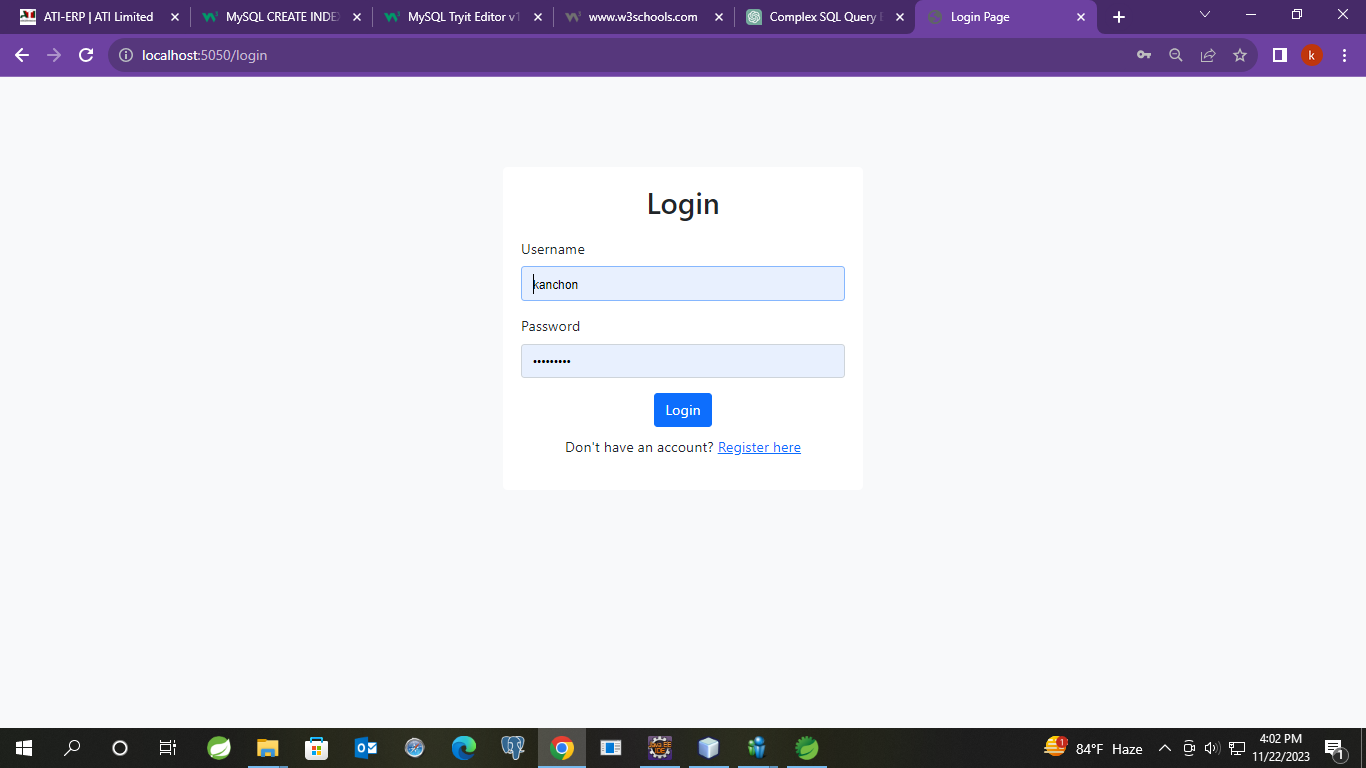 ATI-ERP | ATI Limited
MySQL CREATE INDEX
MySQL Tryit Editor v1
www.w3schools.com
Complex SQL Query E
Login Page
localhost:5050/login
k
Login
Username
kanchon
Password
•••••••••
Login
Don't have an account? Register here
1
84°F Haze
4:02 PM
11/22/2023
1